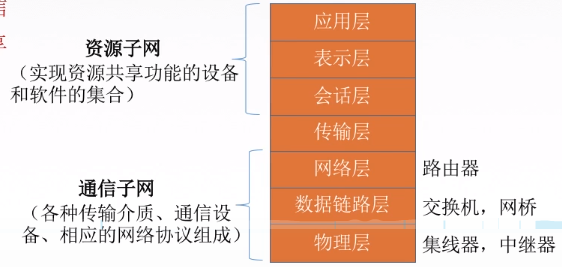 信
享
资源子网
（实现资源共享功能的设备
和软件的集合）
通信子网
（各种传输介质、通信设
备、相应的网络协议组成）
应用层
表示层
会话层
传输层
网络层
数据链路层
物理层
路由器
交换机，网桥
集线器，中继器